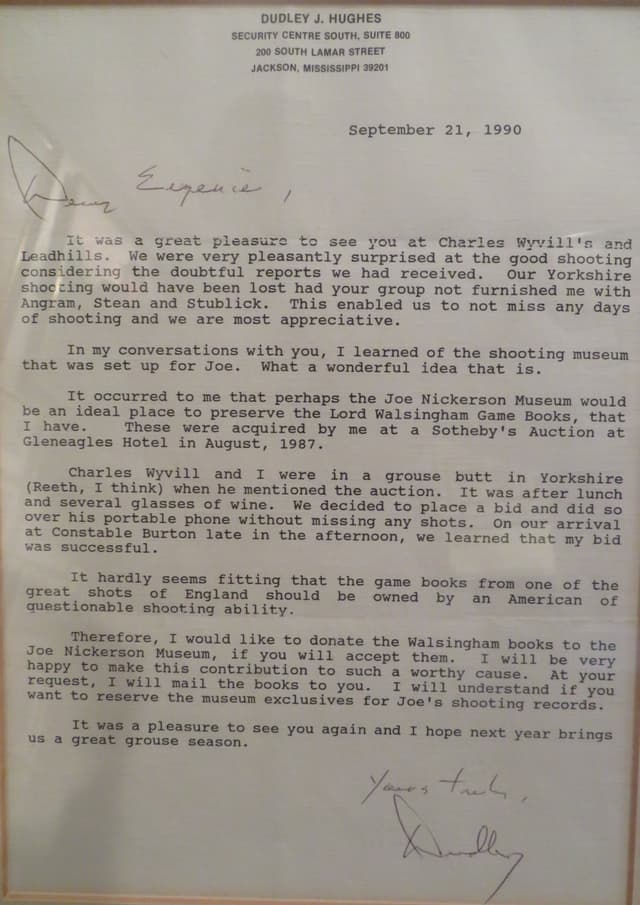 DUDLEY J. HUGHES
SECURITY CENTRE SOUTH, SUITE 800
200 SOUTH LAMAR STREET
JACKSON, MISSISSIPPI 39201
September 21, 1990
Dear Eugenie,
It was a great pleasure to see you at Charles Wyvill's and
Leadhills. We were very pleasantly surprised at the good shooting
considering the doubtful reports we had received. Our Yorkshire
shooting would have been lost had your group not furnished me with
Angram, Stean and Stublick. This enabled us to not miss any days
of shooting and we are most appreciative.
In my conversations with you, I learned of the shooting museum
that was set up for Joe. What a wonderful idea that is.
It occurred to me that perhaps the Joe Nickerson Museum would
be an ideal place to preserve the Lord Walsingham Game Books, that
I have. These were acquired by me at a Sotheby's Auction at
Gleneagles Hotel in August, 1987.
Charles Wyvill and I were in a grouse butt in Yorkshire
(Reeth, I think) when he mentioned the auction. It was after lunch
and several glasses of wine. We decided to place a bid and did so
over his portable phone without missing any shots. On our arrival
at Constable Burton late in the afternoon, we learned that my bid
was successful.
It hardly seems fitting that the game books from one of the
great shots of England should be owned by an American of
questionable shooting ability.
Therefore, I would like to donate the Walsingham books to the
Joe Nickerson Museum, if you will accept them. I will be very
happy to make this contribution to such a worthy cause. At your
request, I will mail the books to you. I will understand if you
want to reserve the museum exclusives for Joe's shooting records.
It was a pleasure to see you again and I hope next year brings
us a great grouse season.
Yours truly,
Dudley